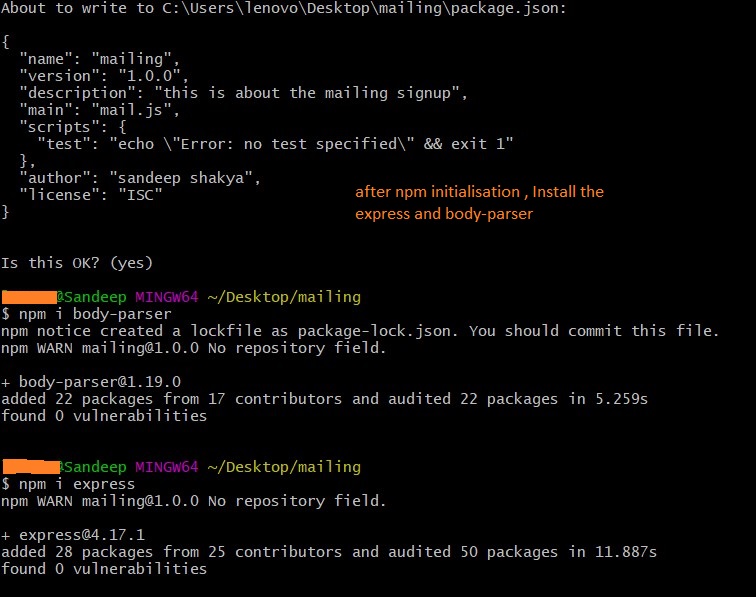 About to write to C:\Users\lenovo\Desktop\mailing\package.json:
{
  "name": "mailing",
  "version": "1.0.0",
  "description": "this is about the mailing signup",
  "main": "mail.js",
  "scripts": {
    "test": "echo \"Error: no test specified\" && exit 1"
  },
  "author": "sandeep shakya",
  "license": "ISC"
}
after npm initialisation , Install the
express and body-parser
Is this OK? (yes)
@Sandeep MINGW64 ~/Desktop/mailing
$ npm i body-parser
npm notice created a lockfile as package-lock.json. You should commit this file.
npm WARN mailing@1.0.0 No repository field.
+ body-parser@1.19.0
added 22 packages from 17 contributors and audited 22 packages in 5.259s
found 0 vulnerabilities
@Sandeep MINGW64 ~/Desktop/mailing
$ npm i express
npm WARN mailing@1.0.0 No repository field.
+ express@4.17.1
added 28 packages from 25 contributors and audited 50 packages in 11.887s
found 0 vulnerabilities